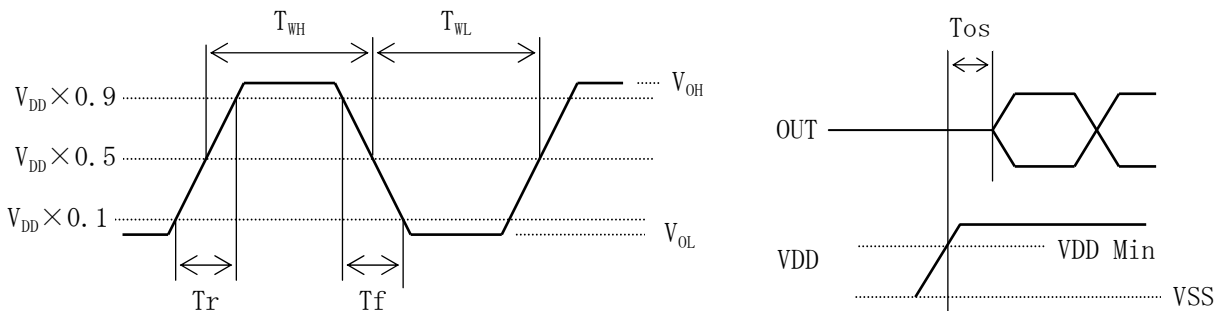 T_WH
T_WL
V_DD×0.9
V_OH
V_DD×0.5
V_DD×0.1
V_OL
Tr
Tf
Tos
OUT
VDD
VDD Min
VSS